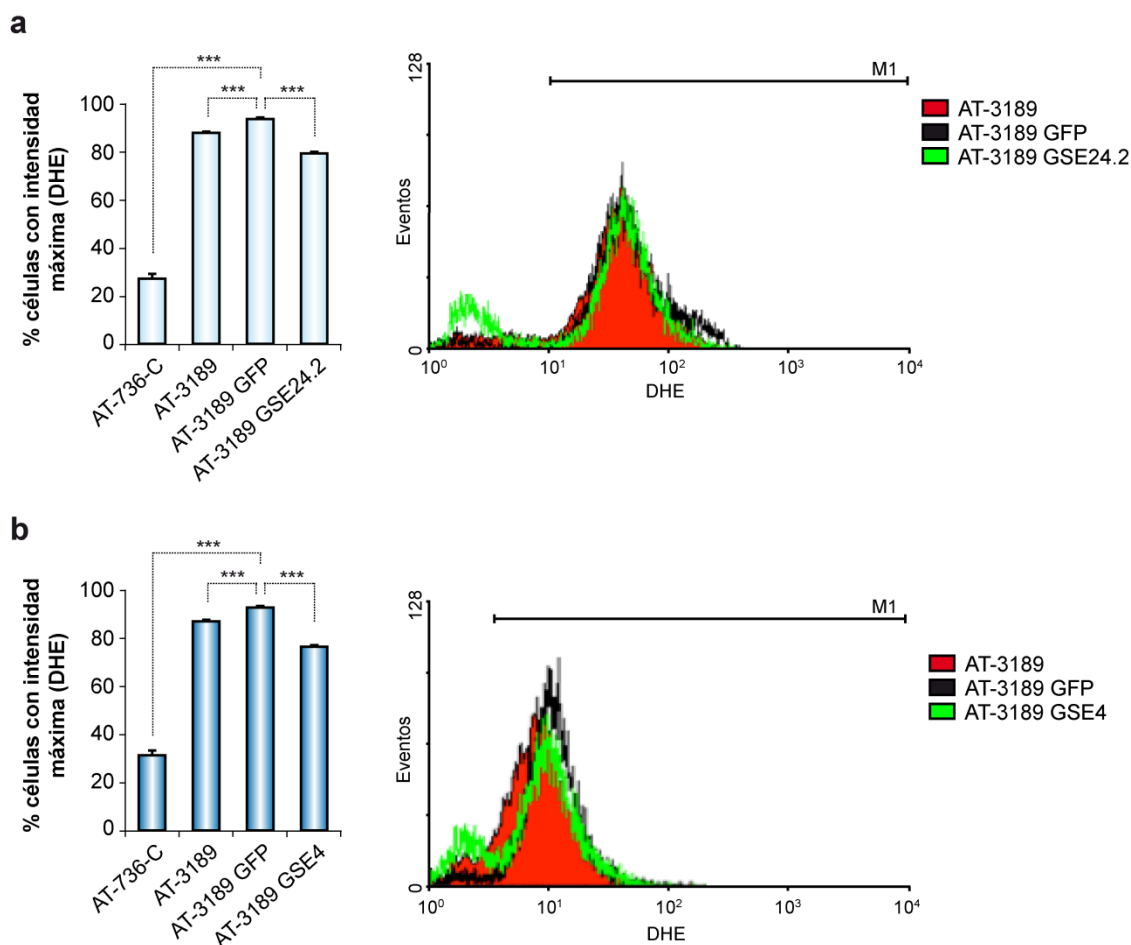 a
% células con intensidad
máxima (DHE)
100
80
60
40
20
0
***
*** ***
AT-736-C
AT-3189
AT-3189 GFP
AT-3189 GSE24.2
128
Eventos
0
M1
10⁰ 10¹ 10² 10³ 10⁴
DHE
AT-3189
AT-3189 GFP
AT-3189 GSE24.2
b
% células con intensidad
máxima (DHE)
100
80
60
40
20
0
***
*** ***
AT-736-C
AT-3189
AT-3189 GFP
AT-3189 GSE4
128
Eventos
0
M1
10⁰ 10¹ 10² 10³ 10⁴
DHE
AT-3189
AT-3189 GFP
AT-3189 GSE4